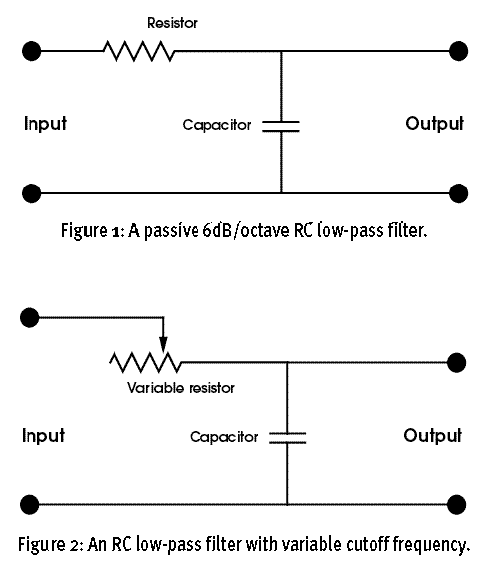 Resistor
Input
Capacitor
Output
Figure 1: A passive 6dB/octave RC low-pass filter.
Variable resistor
Input
Capacitor
Output
Figure 2: An RC low-pass filter with variable cutoff frequency.